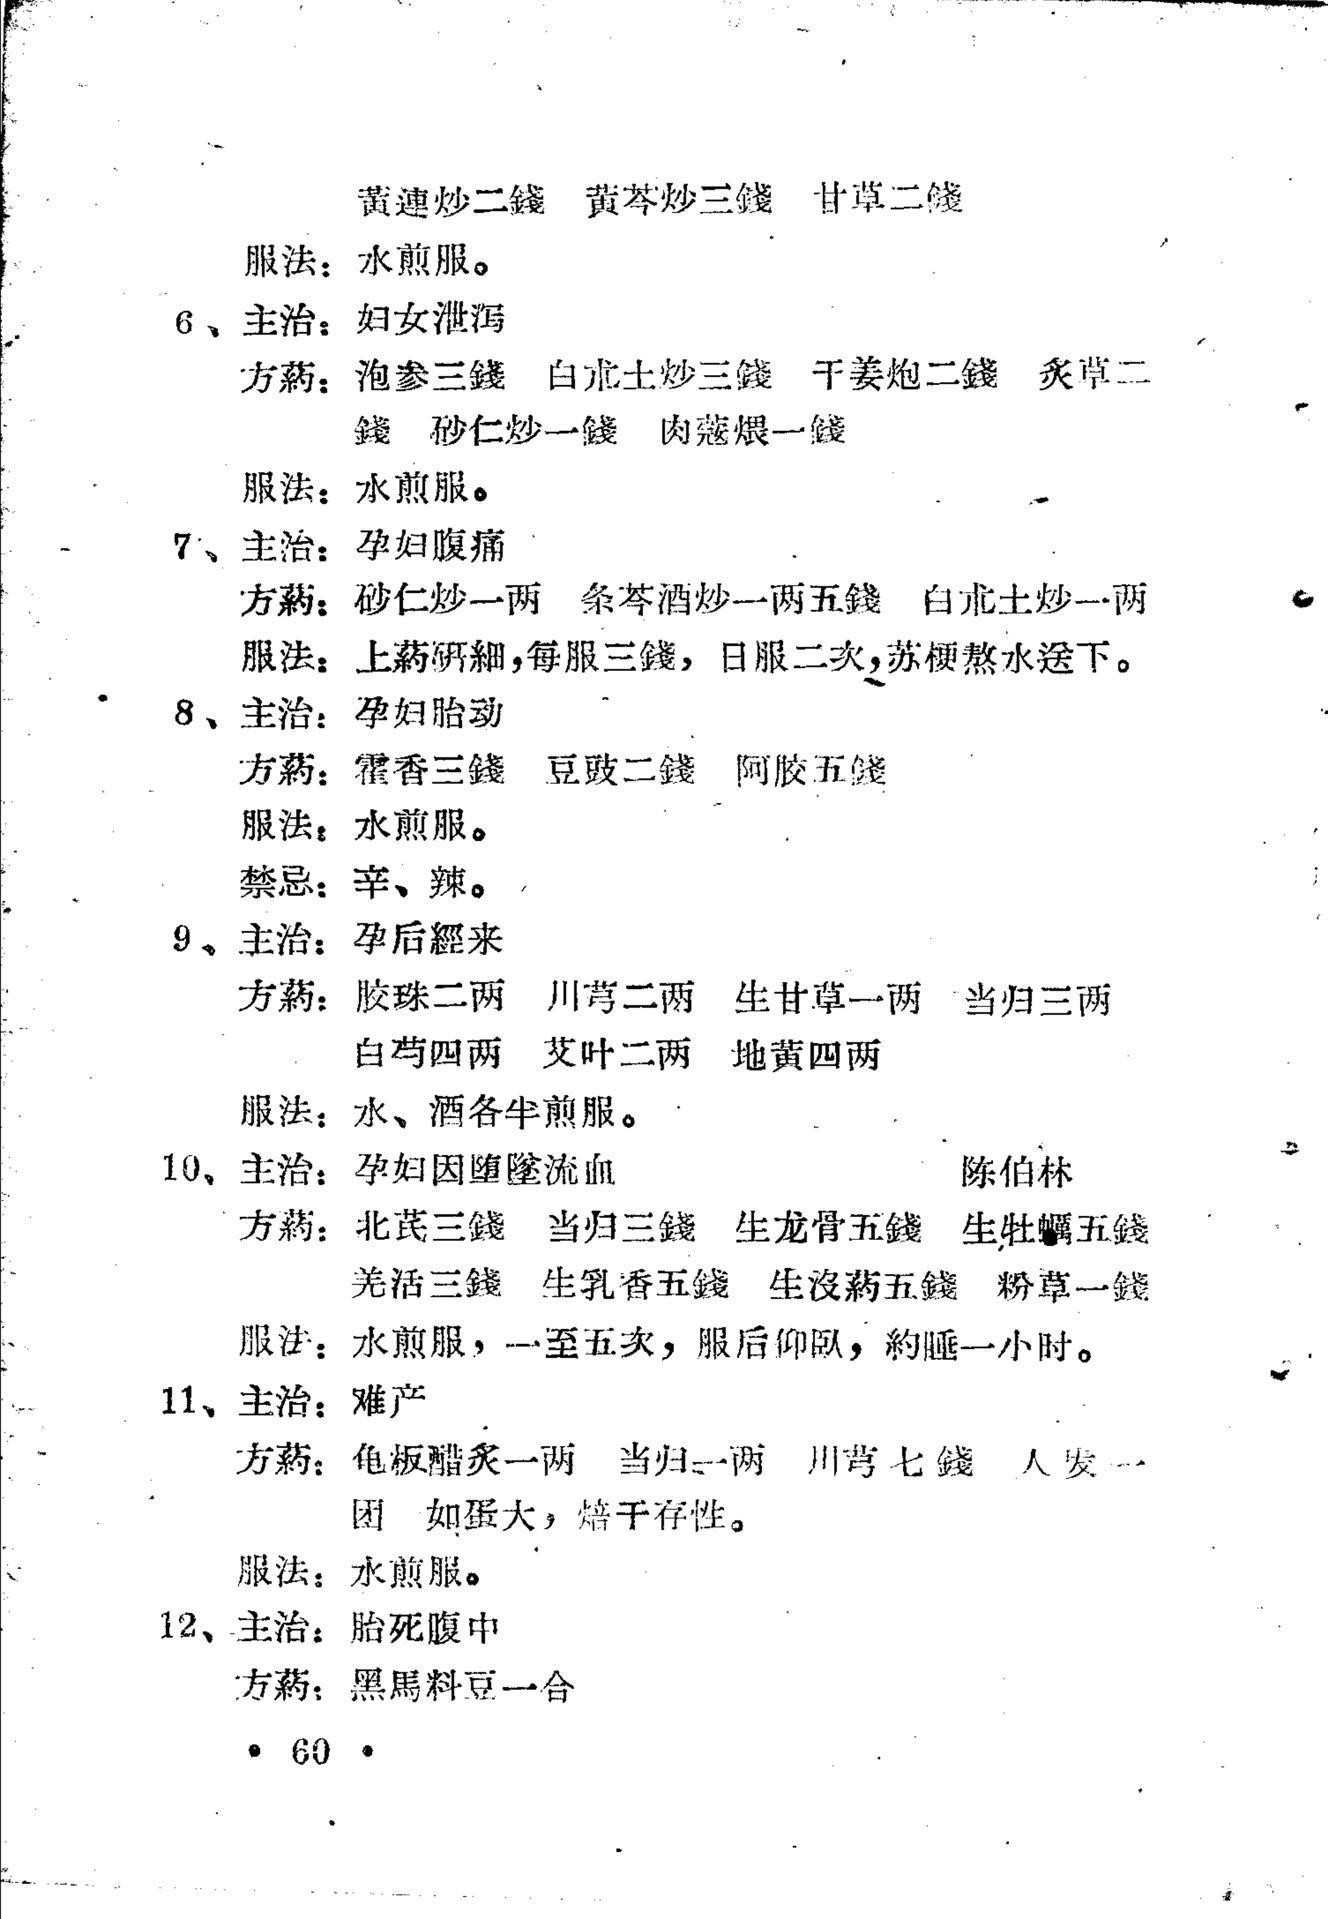 黃連炒二錢　黄芩炒三錢　甘草二錢
服法：水煎服。
6、主治：妇女泄泻
方葯：泡参三錢　白朮土炒三錢　干姜炮二錢　炙草二
錢　砂仁炒一錢　肉蔻煨一錢
服法：水煎服。
7、主治：孕妇腹痛
方葯：砂仁炒一两　条芩酒炒一两五錢　白朮土炒一两
服法：上葯研細，每服三錢，日服二次，苏梗熬水送下。
8、主治：孕妇胎动
方葯：霍香三錢　豆豉二錢　阿胶五錢
服法：水煎服。
禁忌：辛、辣。
9、主治：孕后經来
方葯：胶珠二两　川芎二两　生甘草一两　当归三两
白芍四两　艾叶二两　地黄四两
服法：水、酒各半煎服。
10、主治：孕妇因堕墜流血　陈伯林
方葯：北芪三錢　当归三錢　生龙骨五錢　生牡蠣五錢
羌活三錢　生乳香五錢　生沒葯五錢　粉草一錢
服法：水煎服，一至五次，服后仰臥，約睡一小时。
11、主治：难产
方葯：龟板醋炙一两　当归一两　川芎七錢　人发一
团　如蛋大，焙干存性。
服法：水煎服。
12、主治：胎死腹中
方葯：黑馬料豆一合
• 60 •